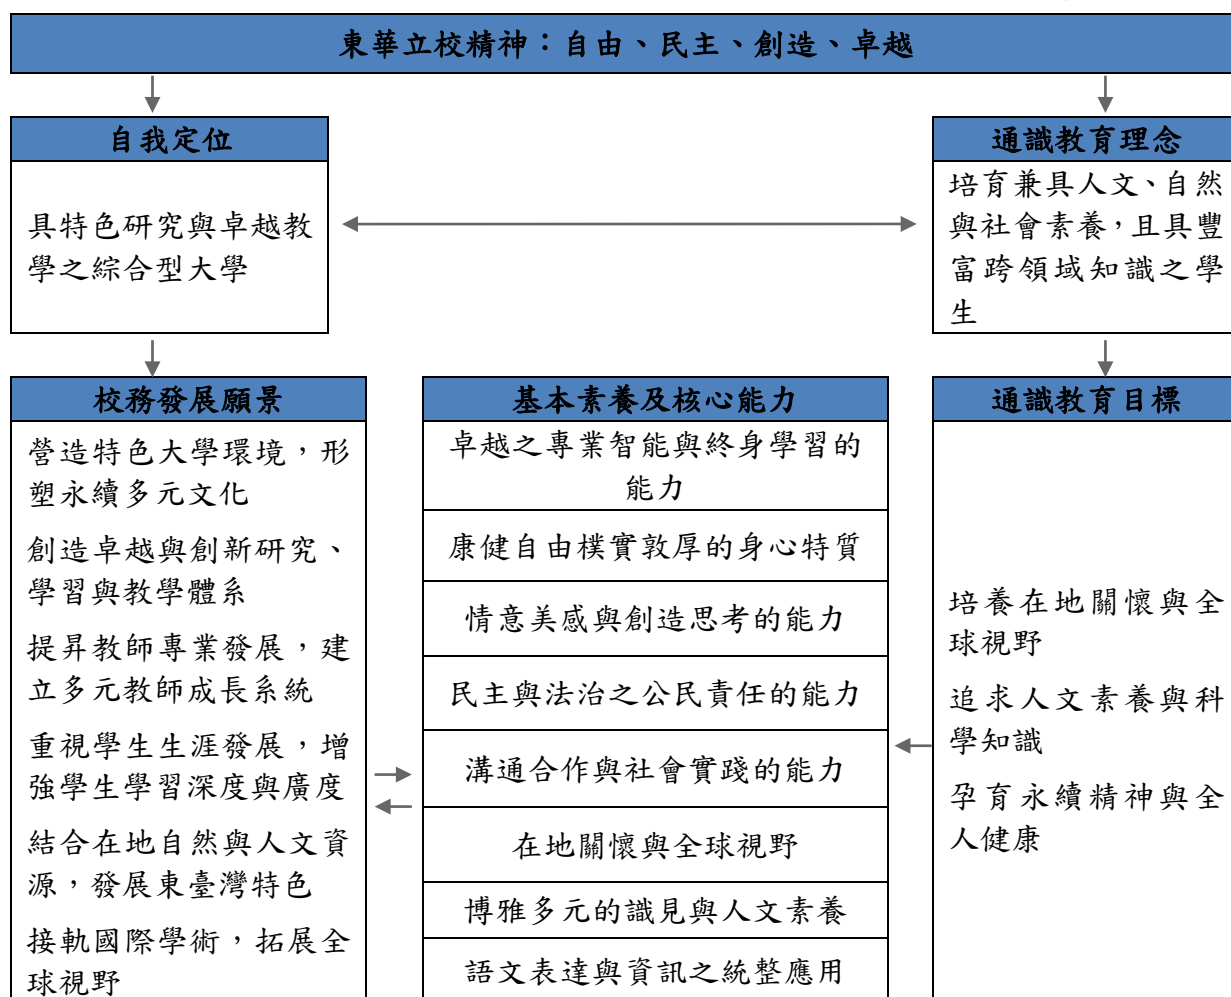 東華立校精神：自由、民主、創造、卓越
自我定位
具特色研究與卓越教
學之綜合型大學
通識教育理念
培育兼具人文、自然
與社會素養，且具豐
富跨領域知識之學
生
校務發展願景
營造特色大學環境，形
塑永續多元文化
創造卓越與創新研究、
學習與教學體系
提昇教師專業發展，建
立多元教師成長系統
重視學生生涯發展，增
強學生學習深度與廣度
結合在地自然與人文資
源，發展東臺灣特色
接軌國際學術，拓展全
球視野
基本素養及核心能力
卓越之專業智能與終身學習的
能力
康健自由樸實敦厚的身心特質
情意美感與創造思考的能力
民主與法治之公民責任的能力
溝通合作與社會實踐的能力
在地關懷與全球視野
博雅多元的識見與人文素養
語文表達與資訊之統整應用
通識教育目標
培養在地關懷與全
球視野
追求人文素養與科
學知識
孕育永續精神與全
人健康